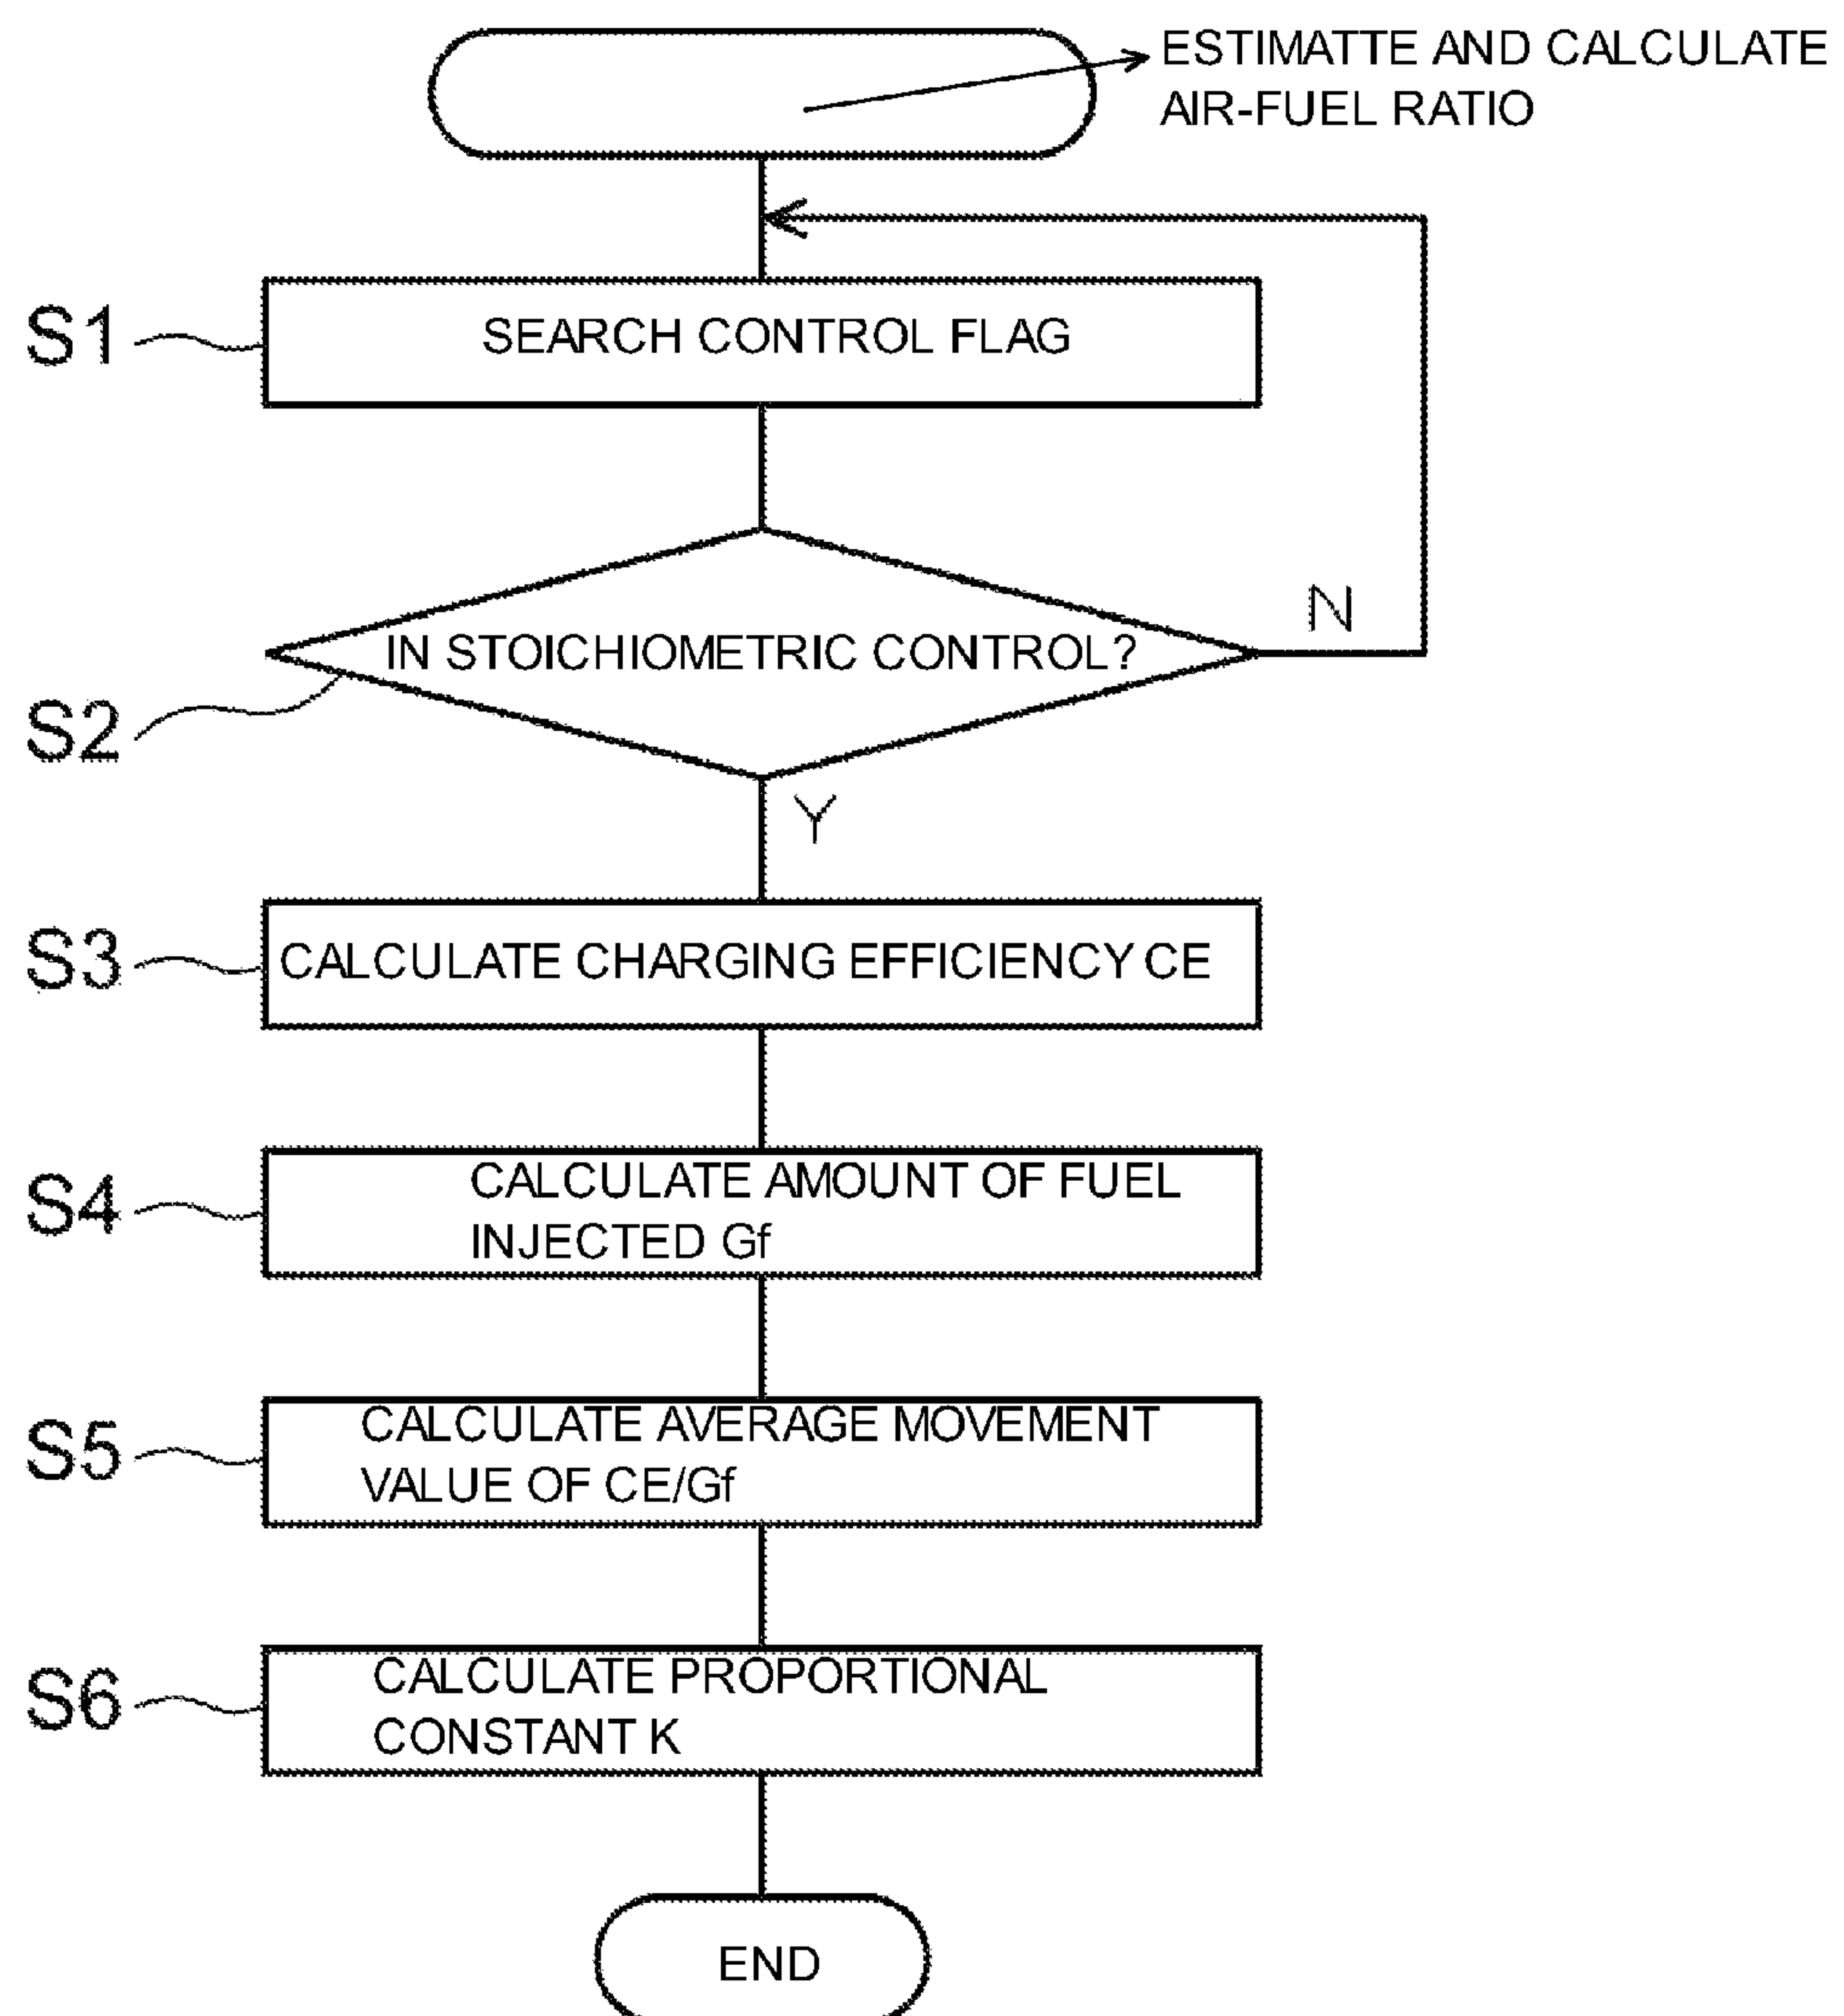 ESTIMATTE AND CALCULATE
AIR-FUEL RATIO
S1
SEARCH CONTROL FLAG
IN STOICHIOMETRIC CONTROL?
N
S2
Y
S3
CALCULATE CHARGING EFFICIENCY CE
S4
CALCULATE AMOUNT OF FUEL
INJECTED Gf
S5
CALCULATE AVERAGE MOVEMENT
VALUE OF CE/Gf
S6
CALCULATE PROPORTIONAL
CONSTANT K
END